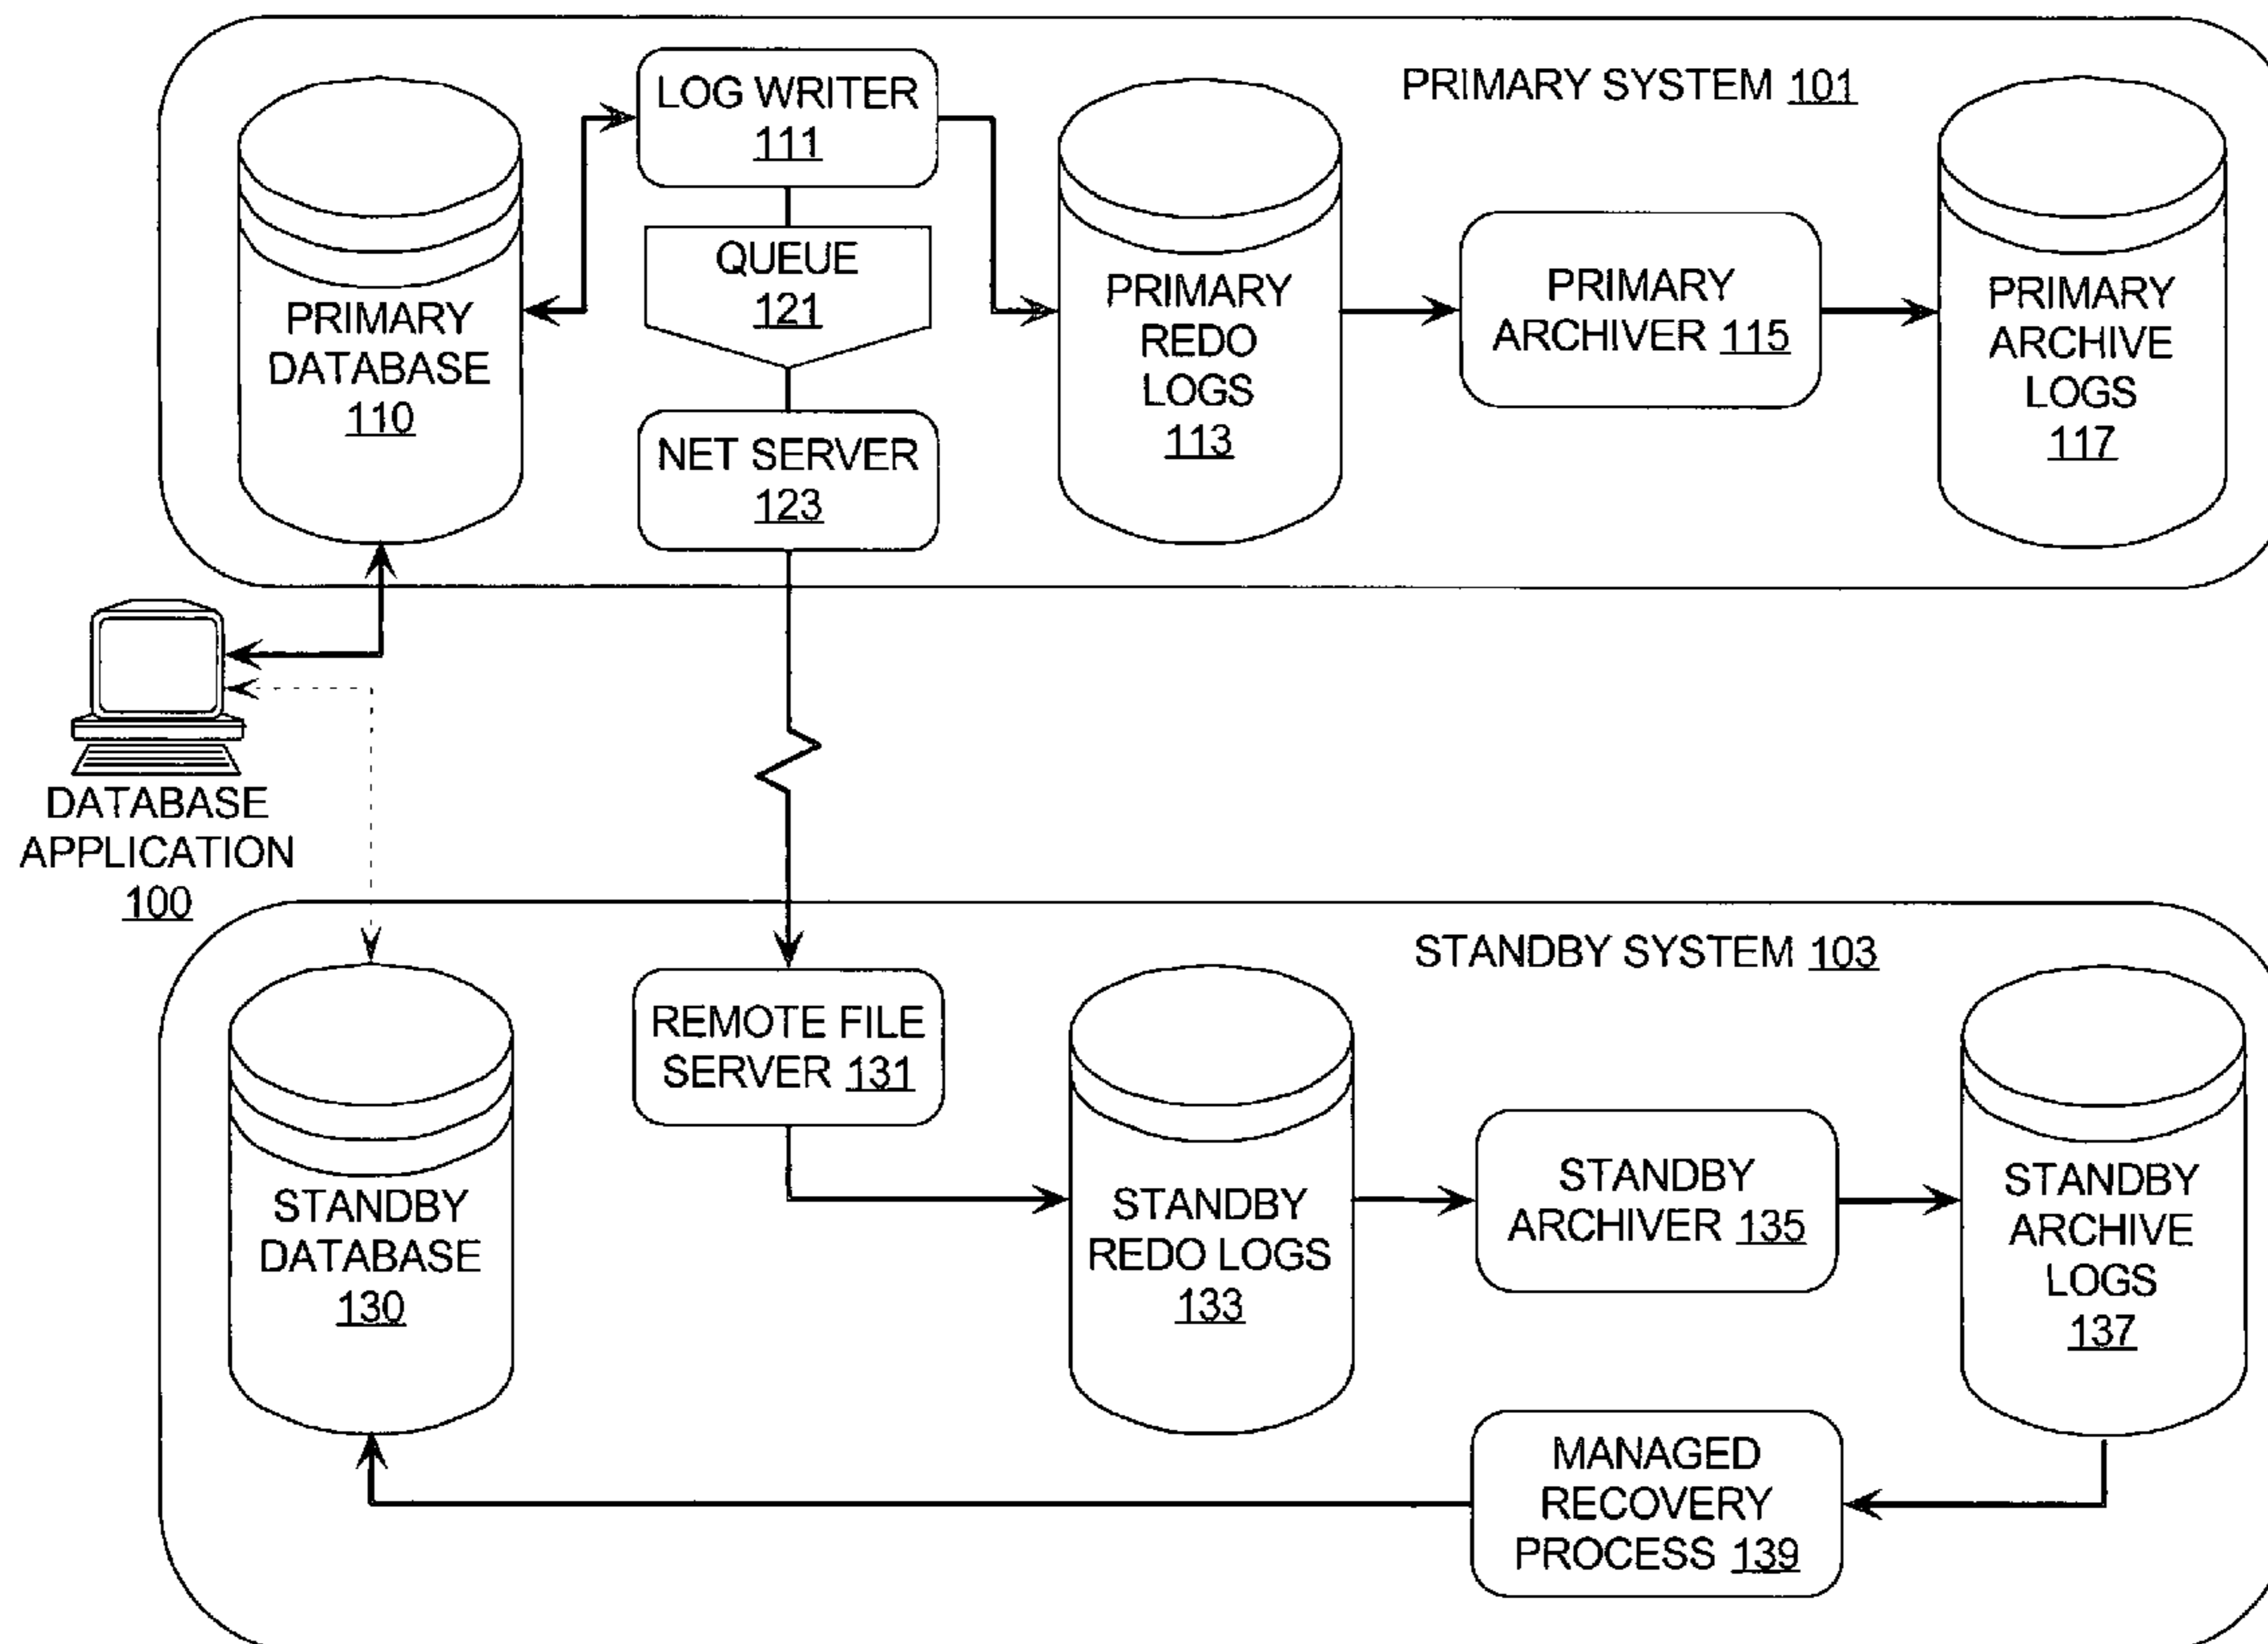 PRIMARY SYSTEM 101
LOG WRITER
111
QUEUE
121
NET SERVER
123
PRIMARY
DATABASE
110
PRIMARY
REDO
LOGS
113
PRIMARY
ARCHIVER 115
PRIMARY
ARCHIVE
LOGS
117
DATABASE
APPLICATION
100
STANDBY SYSTEM 103
REMOTE FILE
SERVER 131
STANDBY
DATABASE
130
STANDBY
REDO LOGS
133
STANDBY
ARCHIVER 135
STANDBY
ARCHIVE
LOGS
137
MANAGED
RECOVERY
PROCESS 139